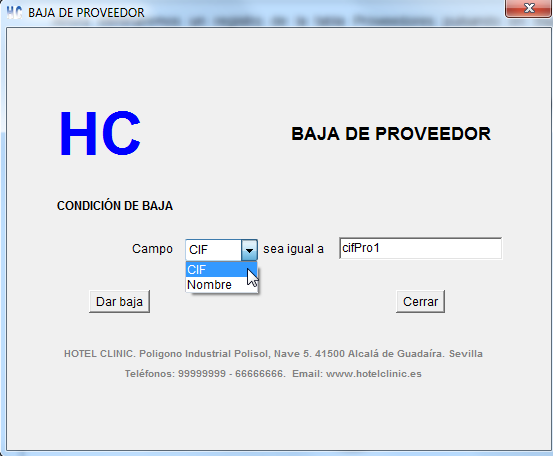 HC BAJA DE PROVEEDOR
HC
BAJA DE PROVEEDOR
CONDICIÓN DE BAJA
Campo CIF sea igual a cifPro1
CIF
Nombre
Dar baja Cerrar
HOTEL CLINIC. Poligono Industrial Polisol, Nave 5. 41500 Alcalá de Guadaíra. Sevilla
Teléfonos: 99999999 - 66666666. Email: www.hotelclinic.es